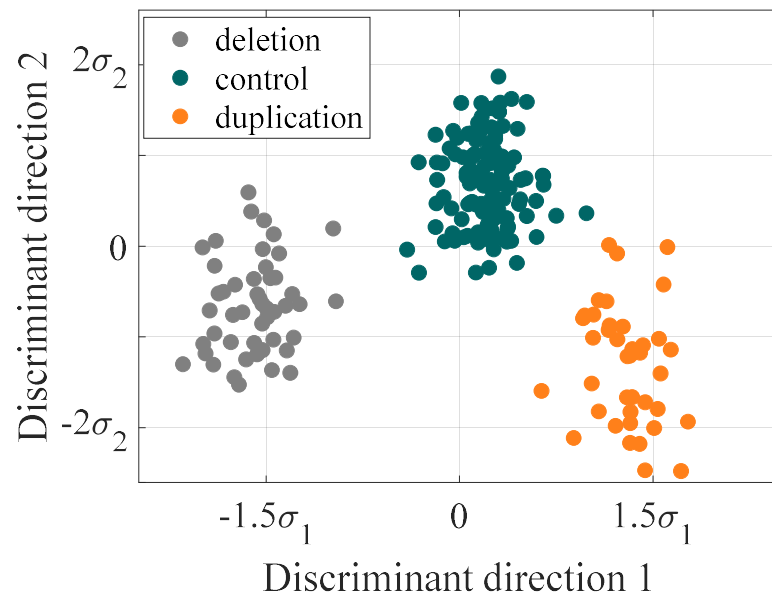 deletion
control
duplication
2σ₂
0
-2σ₂
Discriminant direction 2
-1.5σ₁
0
1.5σ₁
Discriminant direction 1